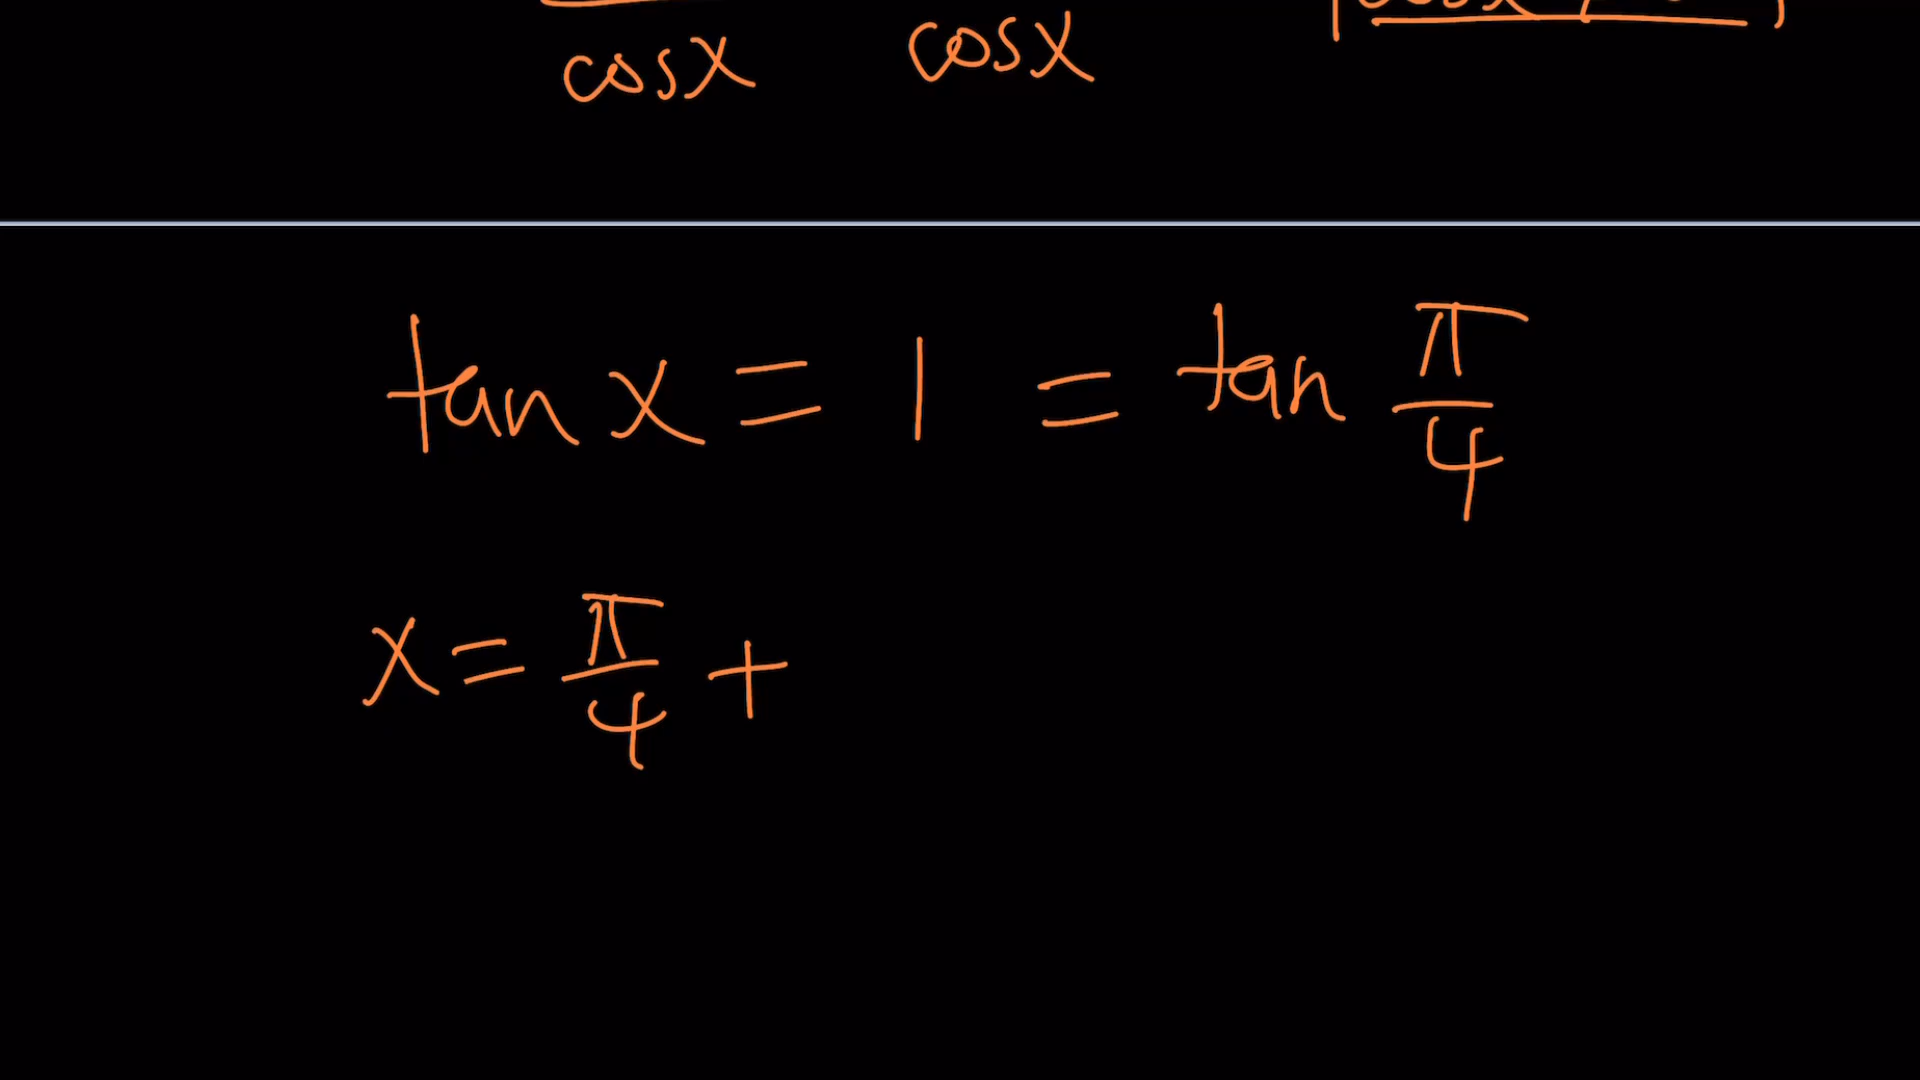 cosx cosx
tan x = 1 = tan π/4
x = π/4 +